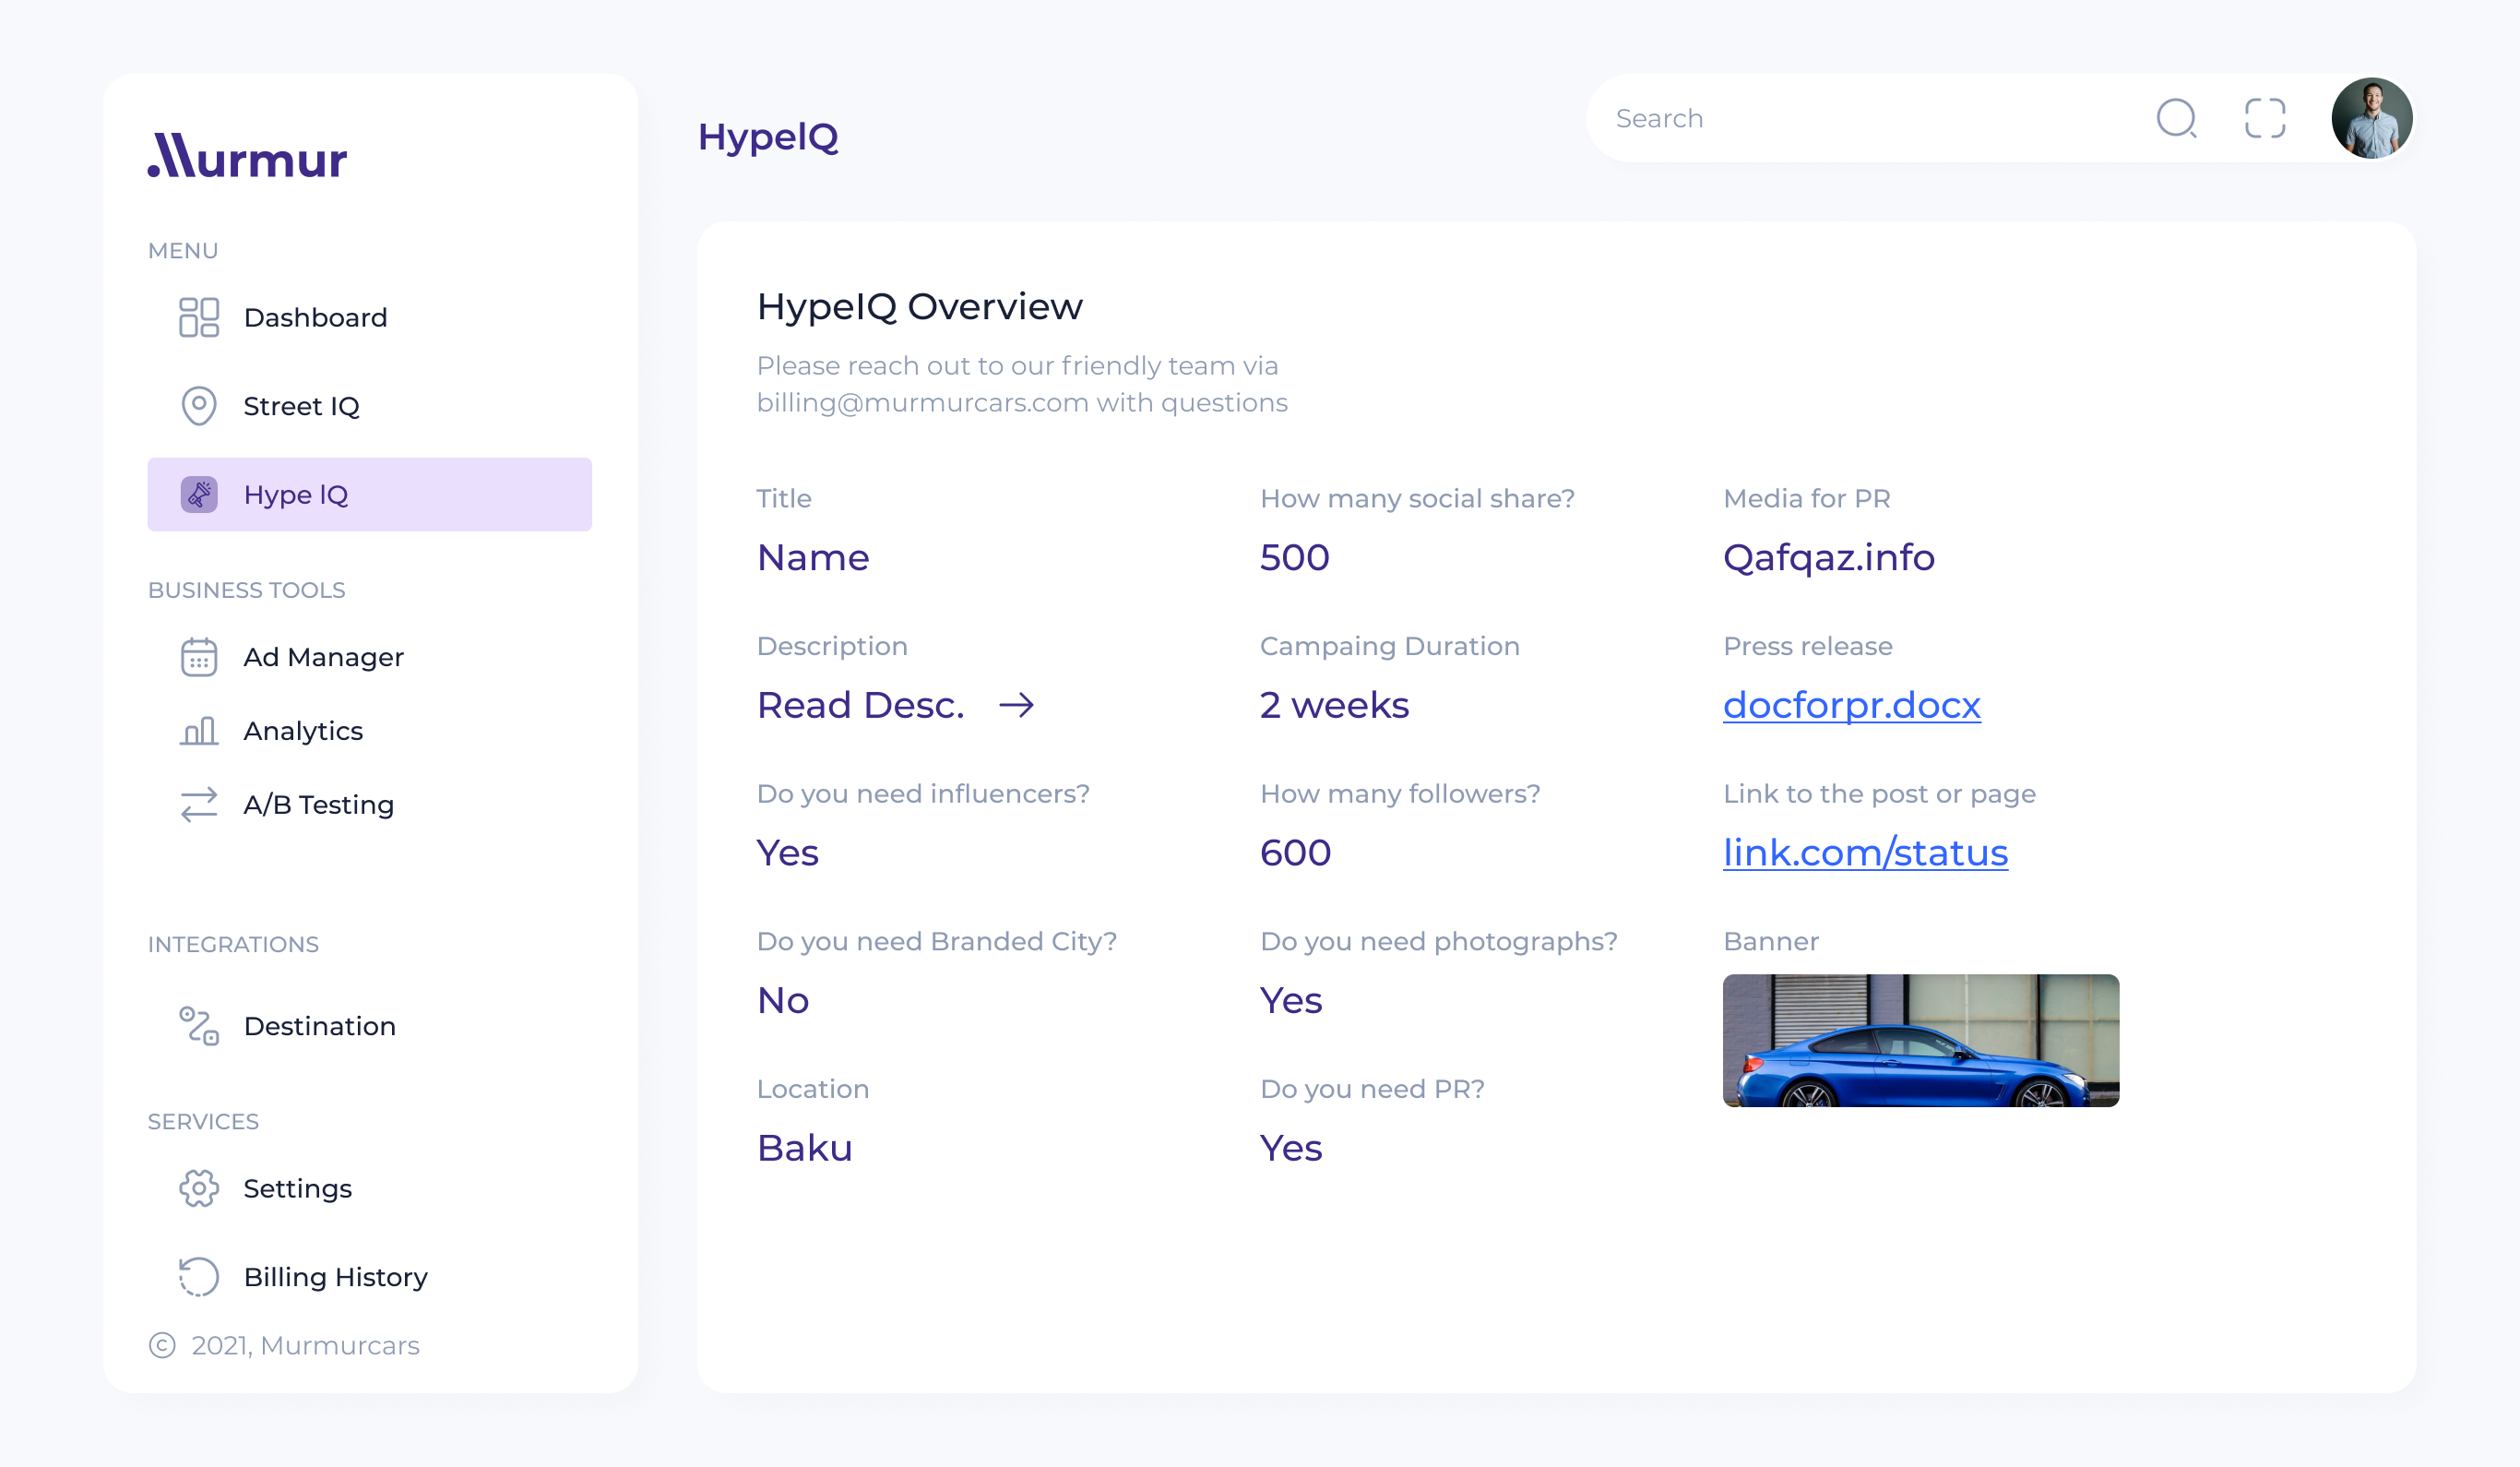 Murmur
MENU
Dashboard
Street IQ
Hype IQ
BUSINESS TOOLS
Ad Manager
Analytics
A/B Testing
INTEGRATIONS
Destination
SERVICES
Settings
Billing History
© 2021, Murmurcars
HypeIQ
Search
HypeIQ Overview
Please reach out to our friendly team via
billing@murmurcars.com with questions
Title
Name
How many social share?
500
Media for PR
Qafqaz.info
Description
Read Desc. →
Campaing Duration
2 weeks
Press release
docforpr.docx
Do you need influencers?
Yes
How many followers?
600
Link to the post or page
link.com/status
Do you need Branded City?
No
Do you need photographs?
Yes
Banner
Location
Baku
Do you need PR?
Yes